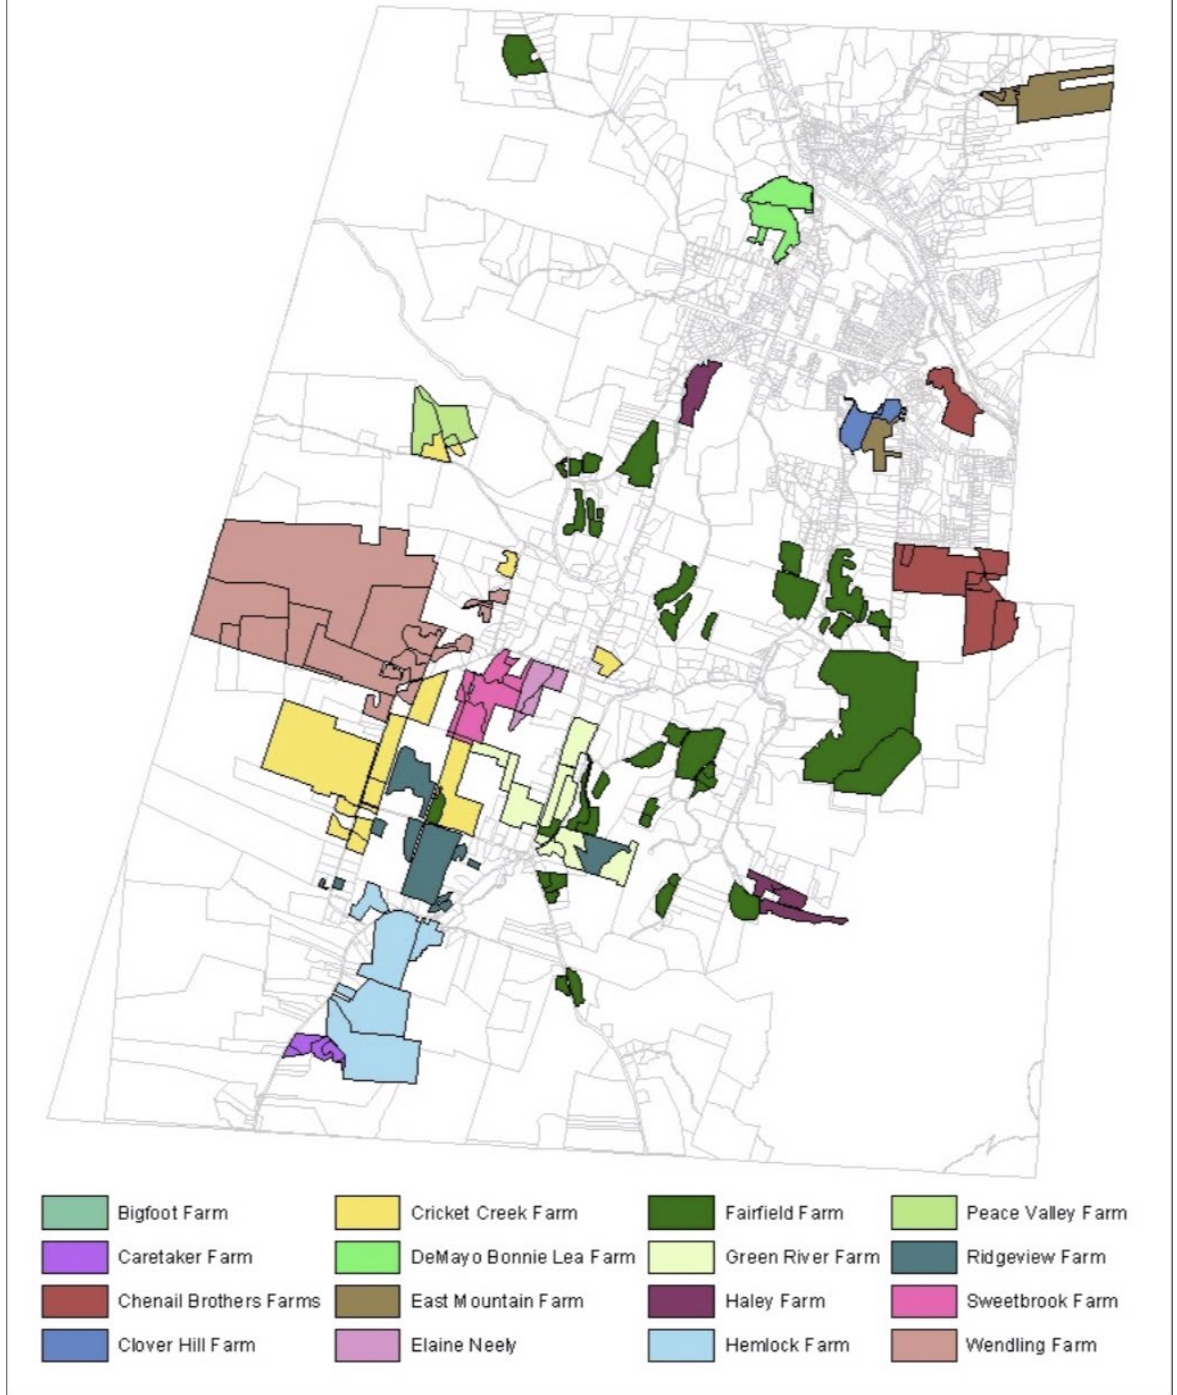 Bigfoot Farm Cricket Creek Farm Fairfield Farm Peace Valley Farm
Caretaker Farm DeMayo Bonnie Lea Farm Green River Farm Ridgeview Farm
Chenail Brothers Farms East Mountain Farm Haley Farm Sweetbrook Farm
Clover Hill Farm Elaine Neely Hemlock Farm Wendling Farm